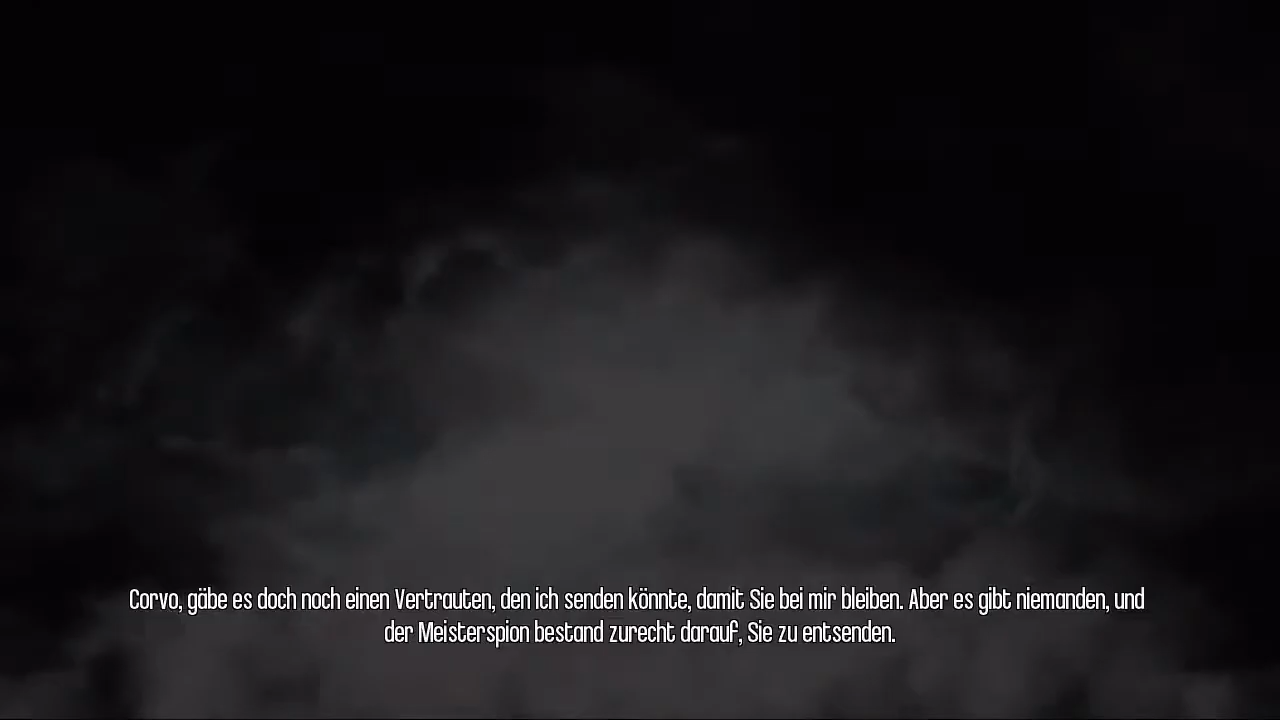 Corvo, gäbe es doch noch einen Vertrauten, den ich senden könnte, damit Sie bei mir bleiben. Aber es gibt niemanden, und
der Meisterspion bestand zurecht darauf, Sie zu entsenden.